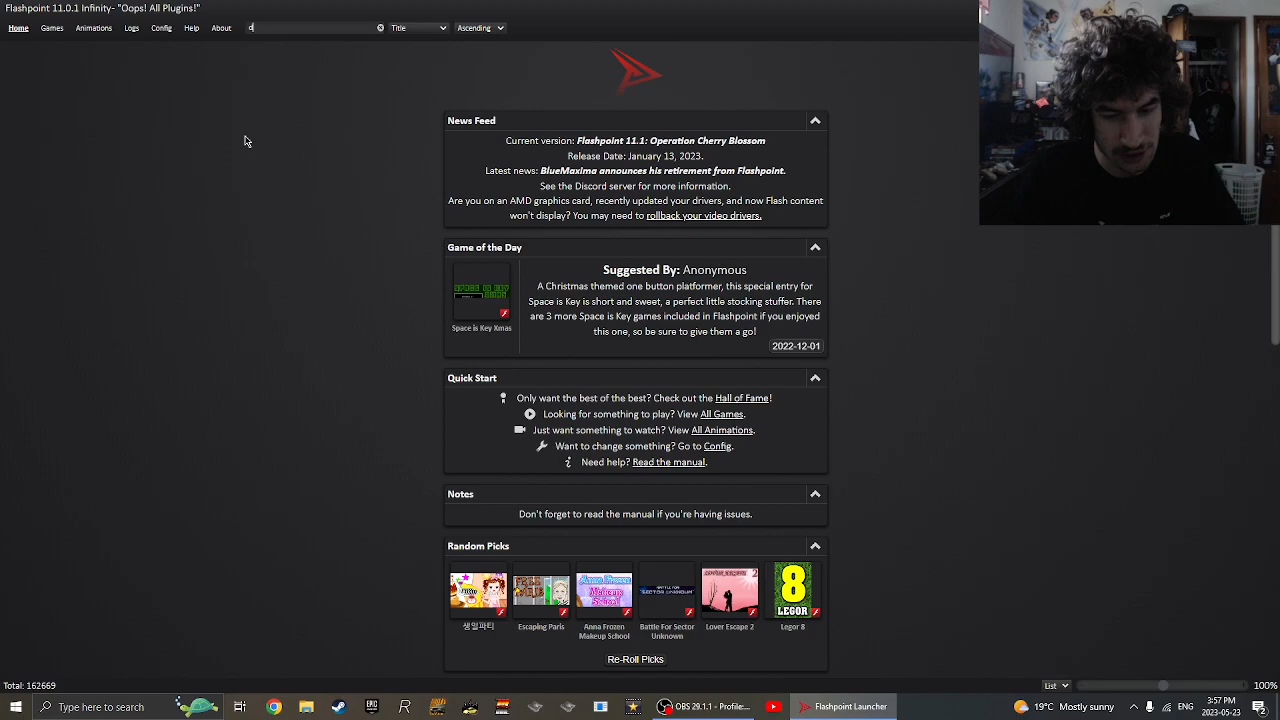 Flashpoint 11.0.1 Infinity- "Oops! All Plugins!"
Home Games Animations Logs Config Help About d Title Ascending
News Feed
Current version: Flashpoint 11.1: Operation Cherry Blossom
Release Date: January 13, 2023.
Latest news: BlueMaxima announces his retirement from Flashpoint.
See the Discord server for more information.
Are you on an AMD graphics card, recently updated your drivers, and now Flash content
won't display? You may need to rollback your video drivers.
Game of the Day
Suggested By: Anonymous
A Christmas themed one button platformer, this special entry for
Space is Key is short and sweet, a perfect little stocking stuffer. There
are 3 more Space is Key games included in Flashpoint if you enjoyed
this one, so be sure to give them a go!
Space is Key Xmas
2022-12-01
Quick Start
Only want the best of the best? Check out the Hall of Fame!
Looking for something to play? View All Games.
Just want something to watch? View All Animations.
Want to change something? Go to Config.
Need help? Read the manual.
Notes
Don't forget to read the manual if you're having issues.
Random Picks
8
LEGOR
생일파티 Escaping Paris Anna Frozen Makeup School Battle For Sector Unknown Lover Escape 2 Legor 8
Re-Roll Picks
Total: 162669 List 100%
Type here to search EPIC R OBS 29.1.1 - Profile:... Flashpoint Launcher 19°C Mostly sunny ENG 3:57 PM
2023-05-23 2